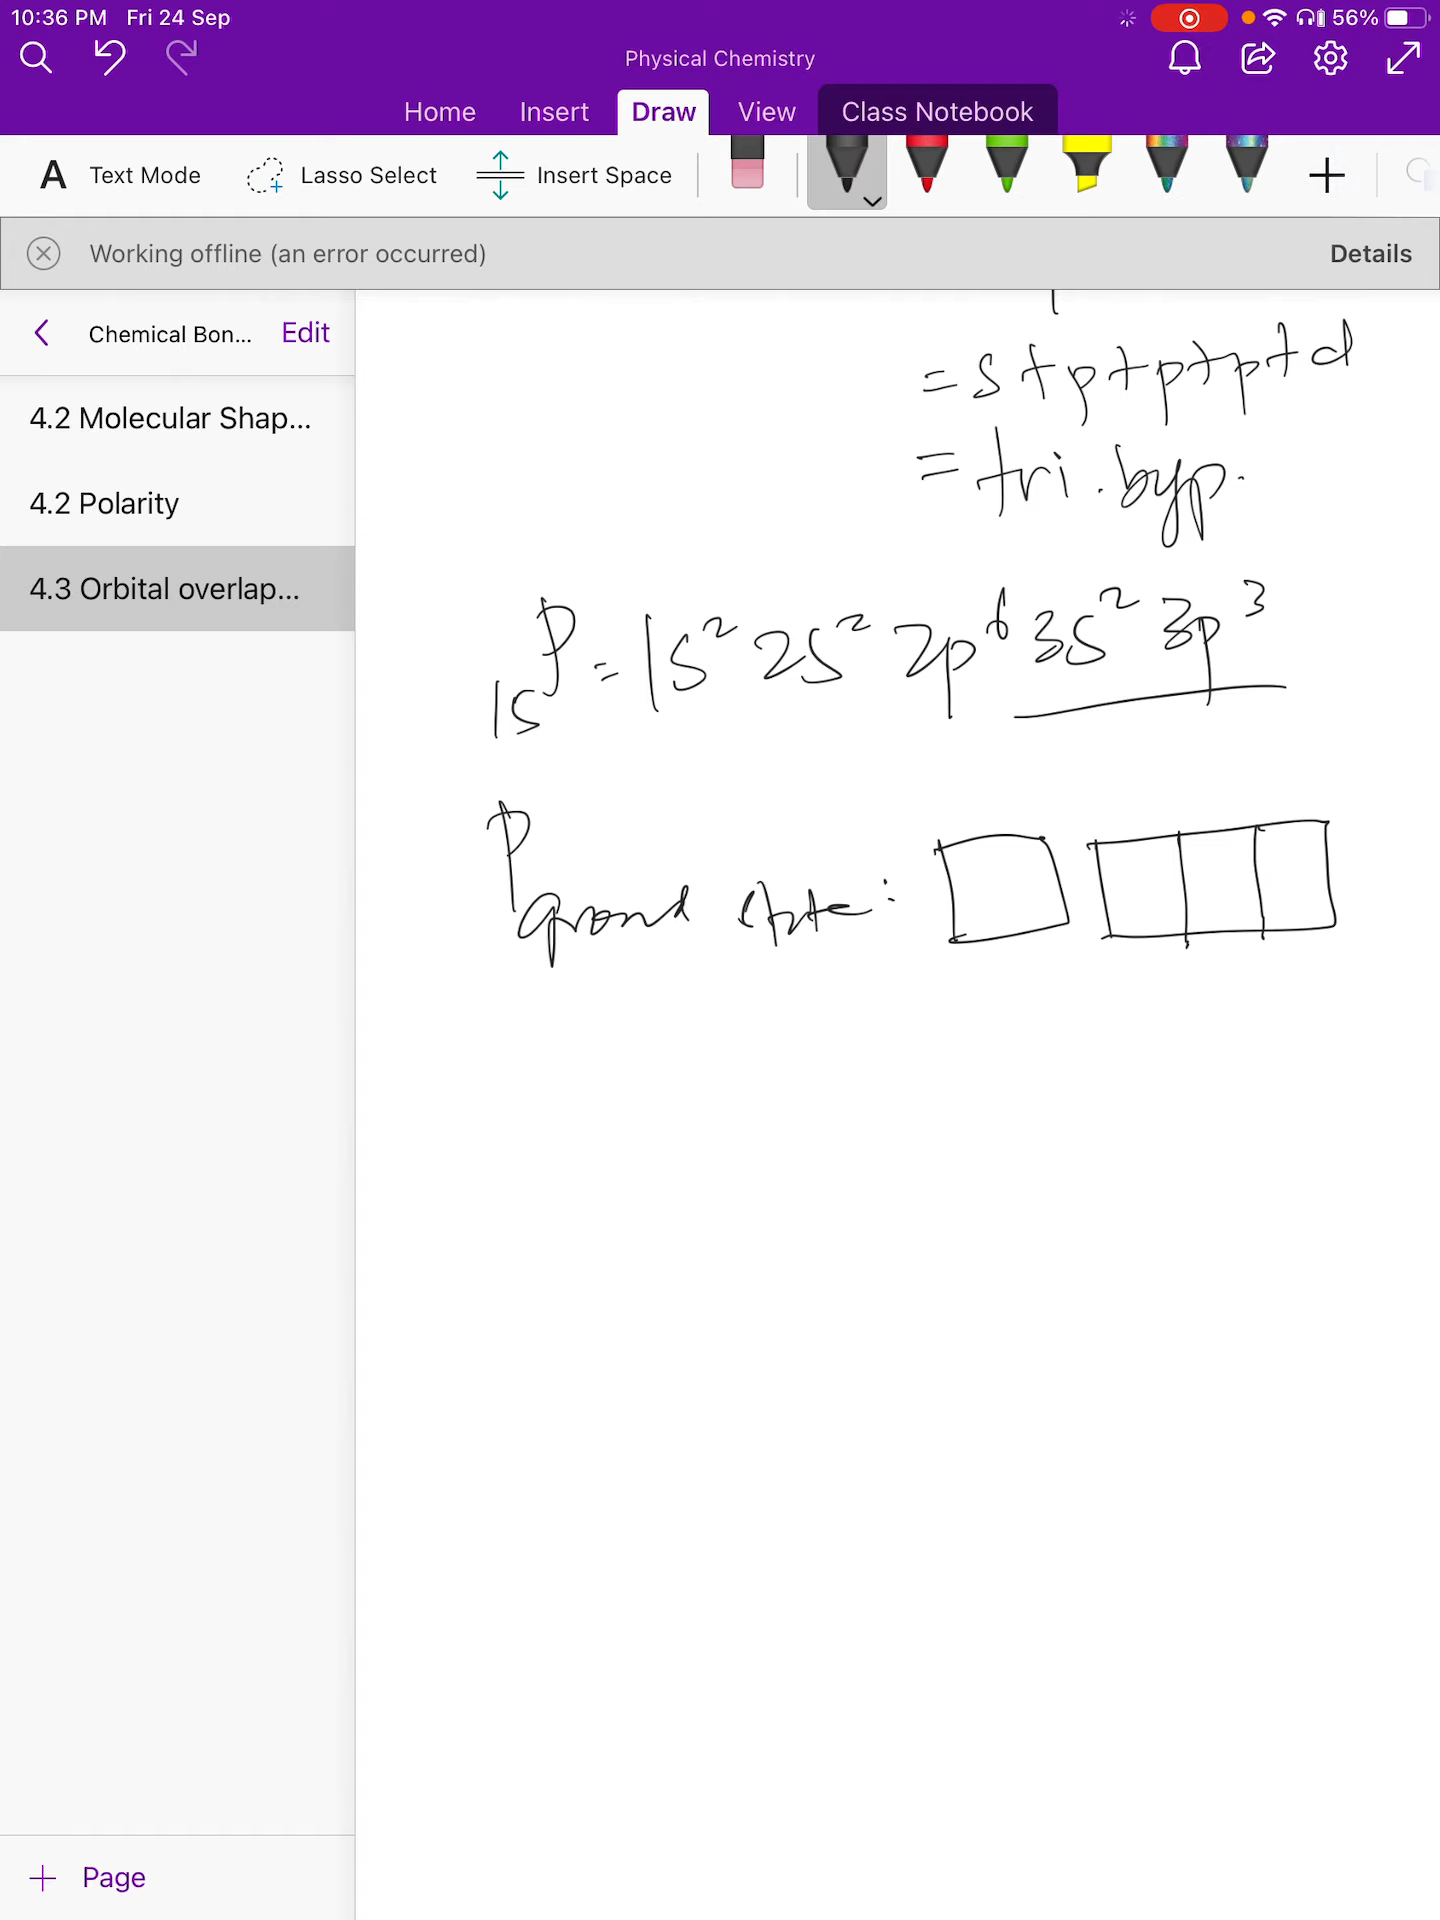 10:36 PM Fri 24 Sep 56%
Physical Chemistry
Home Insert Draw View Class Notebook
A Text Mode Lasso Select Insert Space
Working offline (an error occurred) Details
Chemical Bon... Edit
4.2 Molecular Shap...
4.2 Polarity
4.3 Orbital overlap...
= s + p + p + p + d
= tri. byp.
₁₅P = 1s² 2s² 2p⁶ 3s² 3p³
P ground state:
+ Page